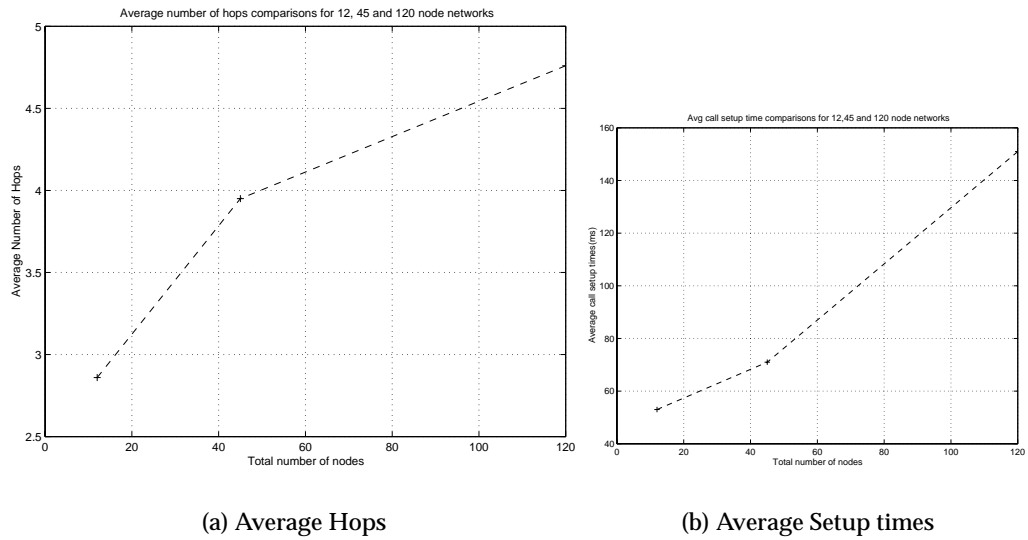 Average number of hops comparisons for 12, 45 and 120 node networks
5
4.5
4
3.5
3
2.5
Average Number of Hops
0 20 40 60 80 100 120
Total number of nodes
(a) Average Hops
Avg call setup time comparisons for 12,45 and 120 node networks
160
140
120
100
80
60
40
Average call setup times(ms)
0 20 40 60 80 100 120
Total number of nodes
(b) Average Setup times